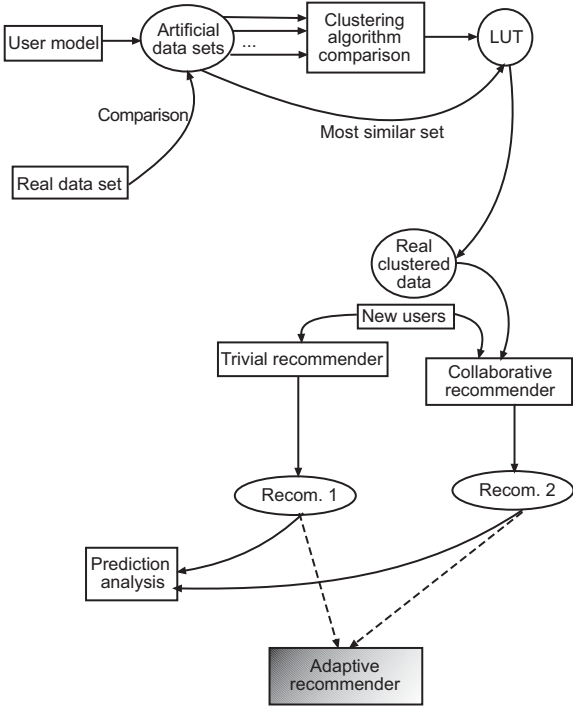 User model
Artificial
data sets
...
Clustering
algorithm
comparison
LUT
Comparison
Most similar set
Real data set
Real
clustered
data
New users
Trivial recommender
Collaborative
recommender
Recom. 1
Recom. 2
Prediction
analysis
Adaptive
recommender